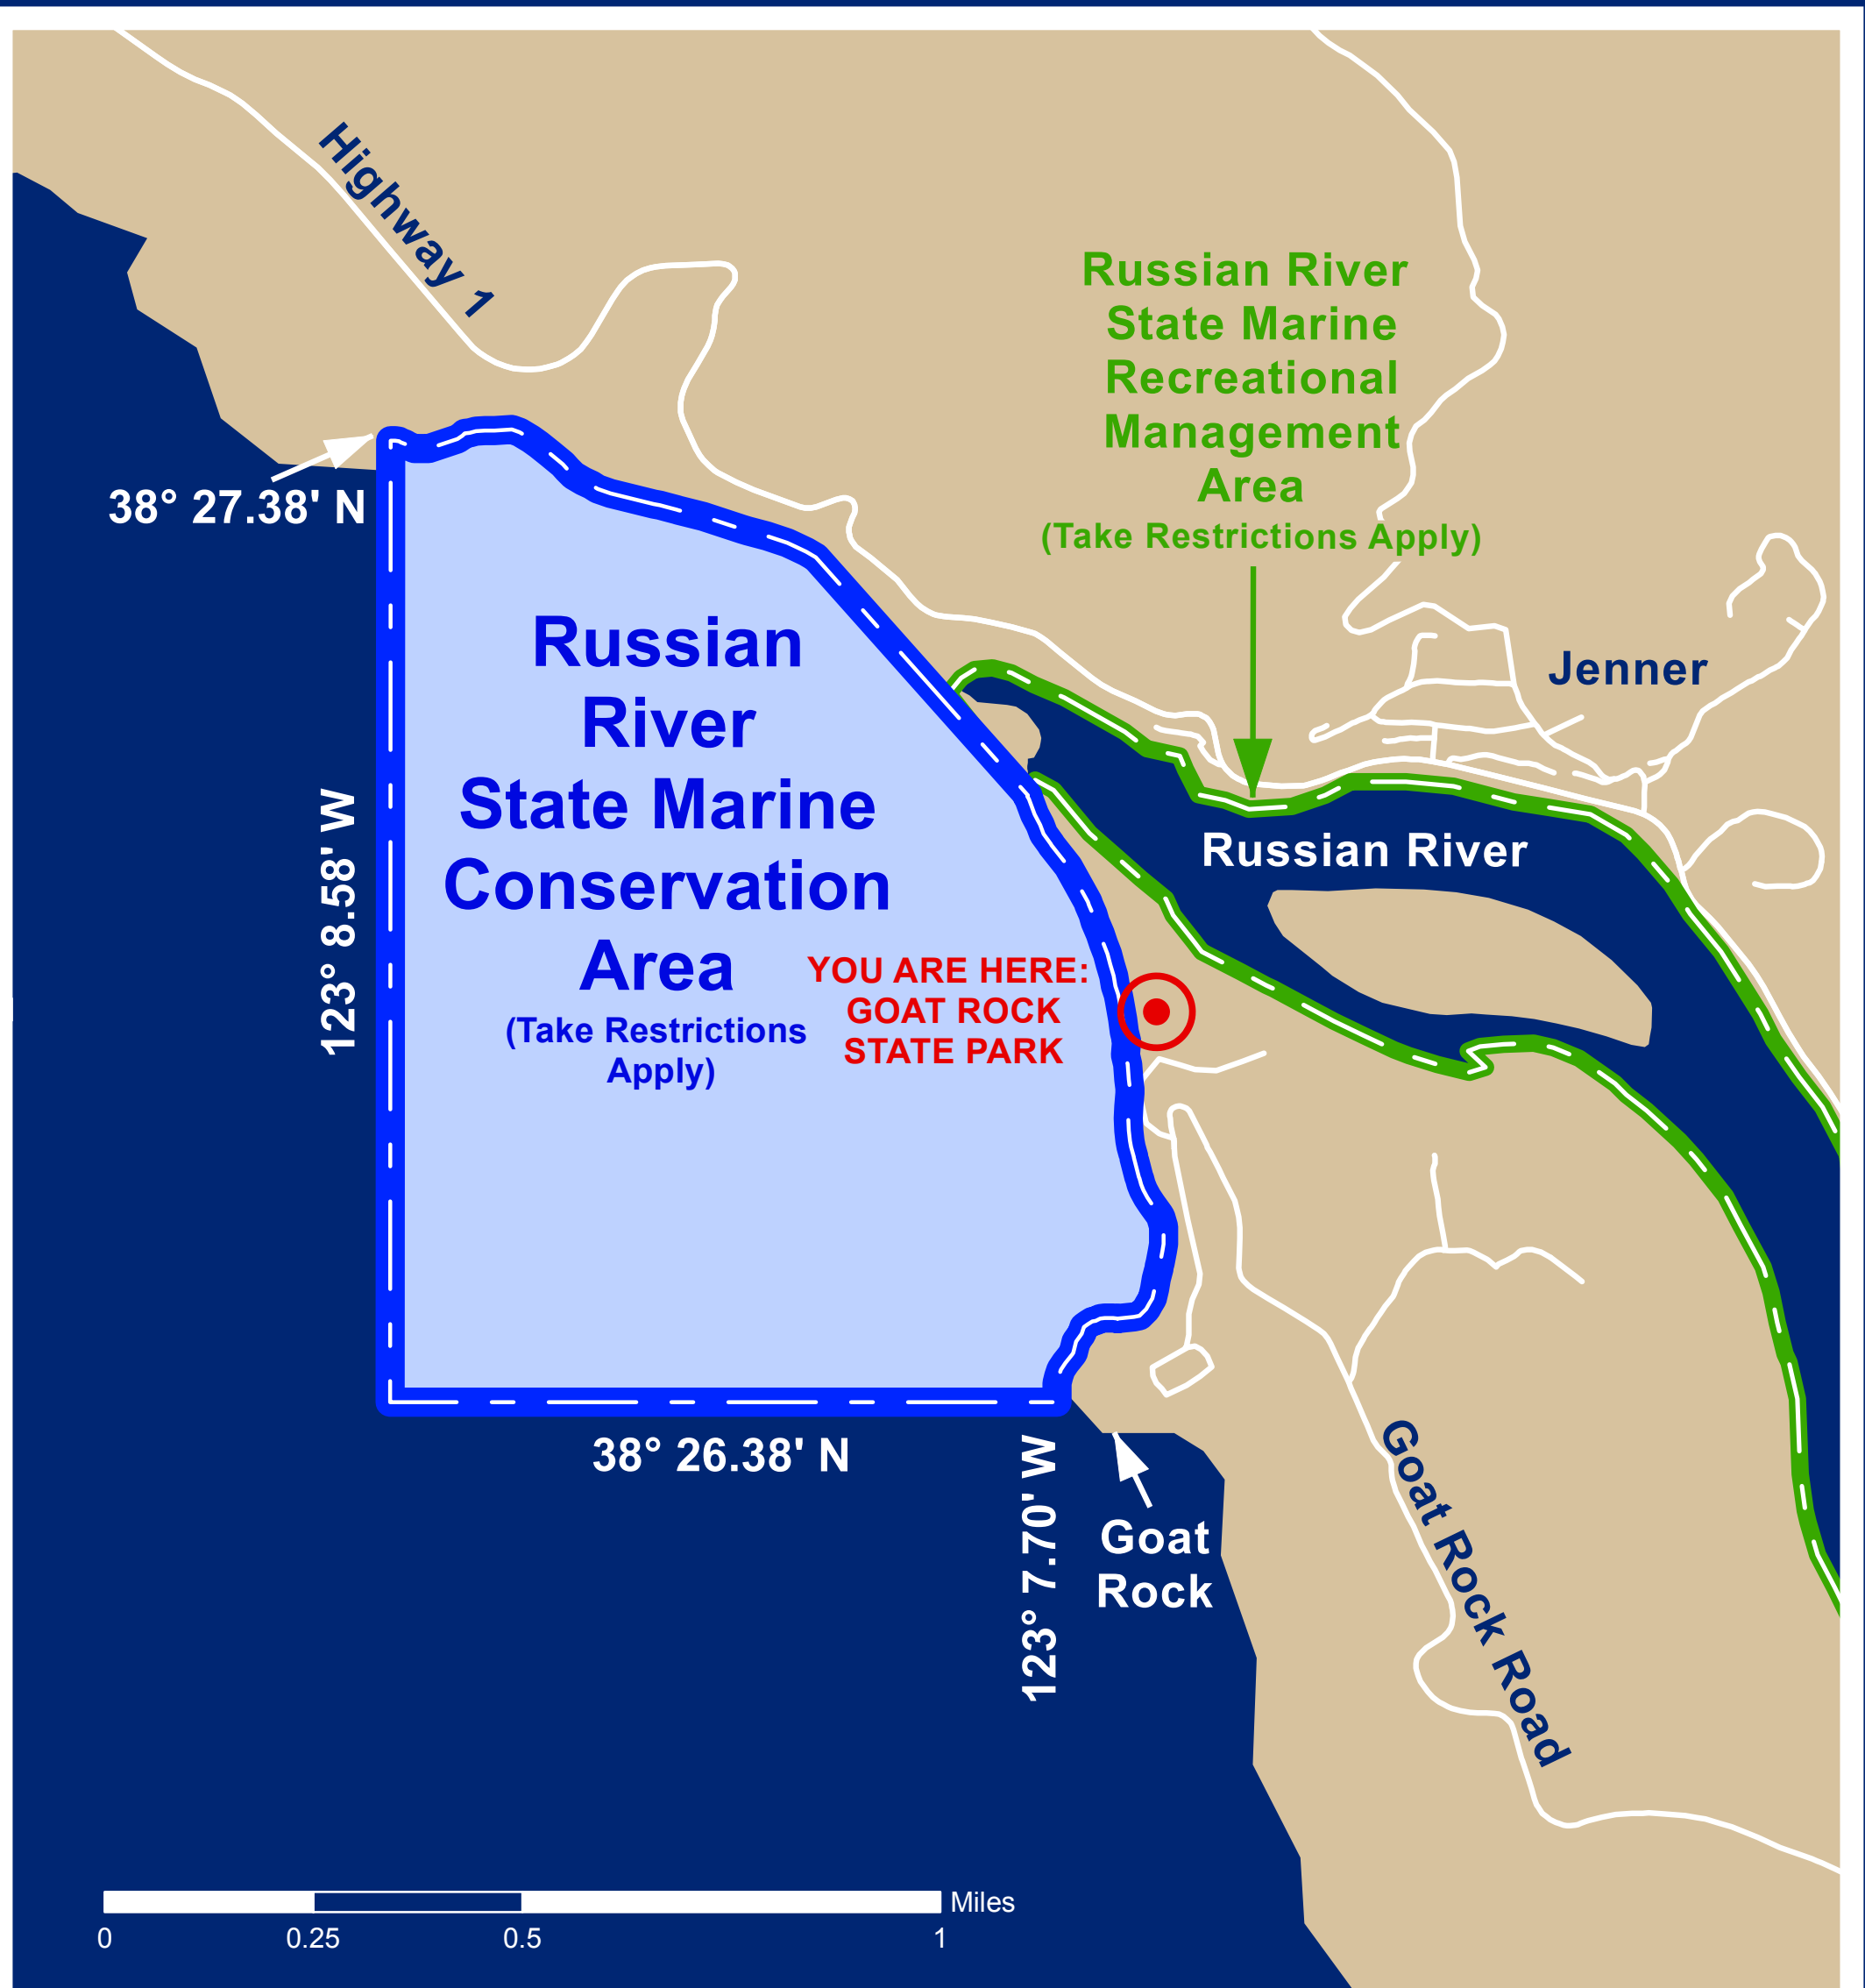 Highway 1
Russian River
State Marine
Recreational
Management
Area
(Take Restrictions Apply)
38° 27.38' N
Jenner
Russian
River
State Marine
Conservation
Area
(Take Restrictions
Apply)
123° 8.58' W
Russian River
YOU ARE HERE:
GOAT ROCK
STATE PARK
38° 26.38' N
123° 7.70' W
Goat
Rock
Goat Rock Road
Miles
0 0.25 0.5 1